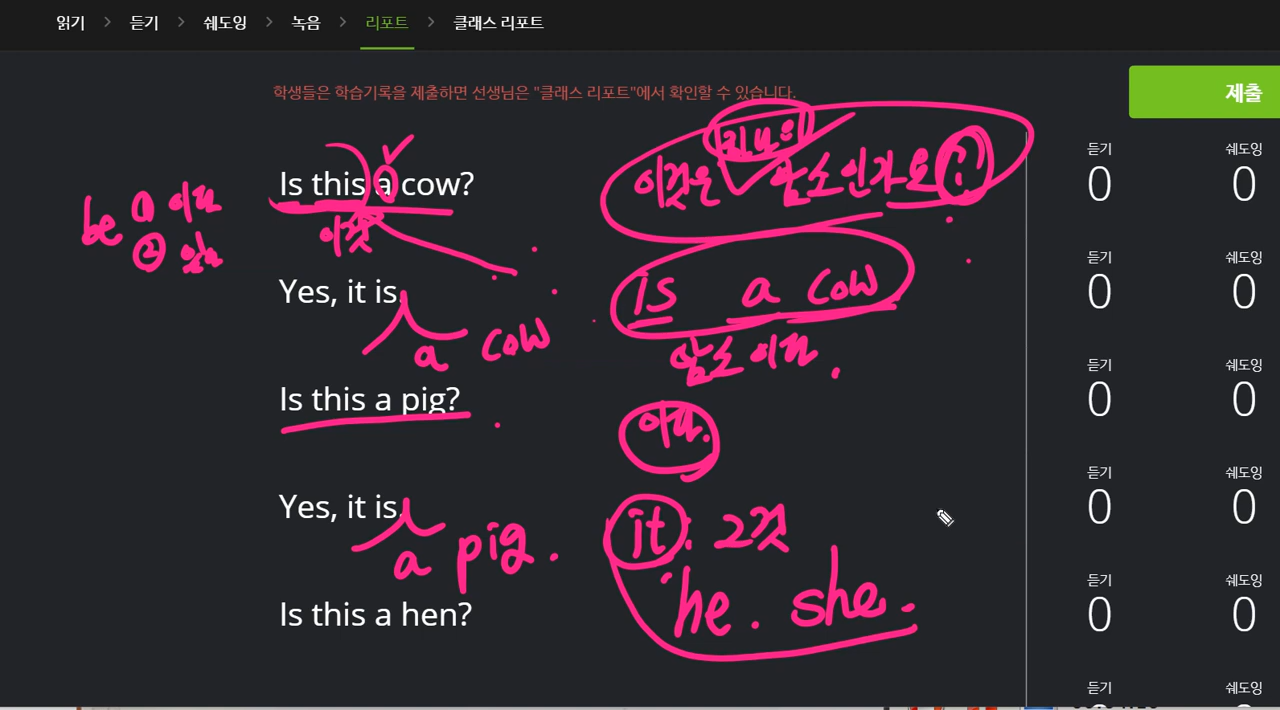 읽기 > 듣기 > 쉐도잉 > 녹음 > 리포트 > 클래스 리포트
학생들은 학습기록을 제출하면 선생님은 "클래스 리포트"에서 확인할 수 있습니다.
제출
듣기 쉐도잉
Is this a cow?
이것은 암소인가요?
0 0
be ① 이다
② 있다
이것
듣기 쉐도잉
Yes, it is.
is a cow
0 0
a cow
암소 이다.
듣기 쉐도잉
Is this a pig?
0 0
이다.
듣기 쉐도잉
Yes, it is.
it : 그것
0 0
a pig.
he. she.
듣기 쉐도잉
Is this a hen?
0 0
듣기 쉐도잉